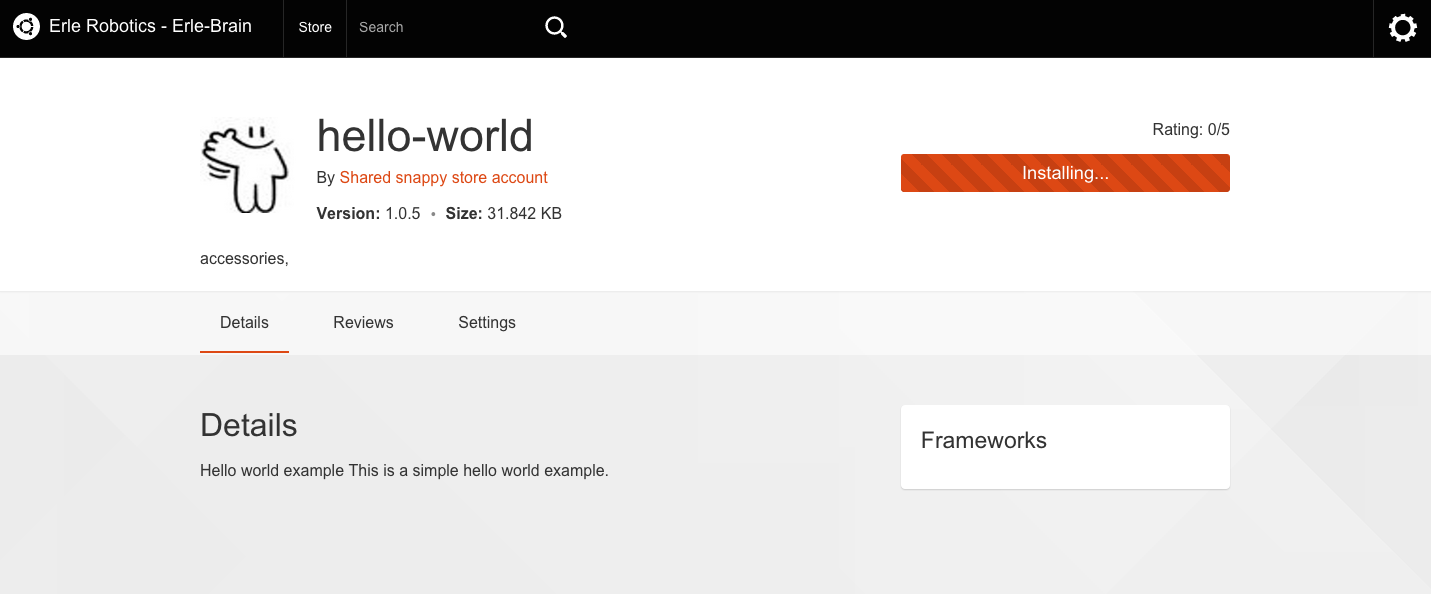 Erle Robotics - Erle-Brain Store Search
hello-world
Rating: 0/5
By Shared snappy store account
Installing...
Version: 1.0.5 • Size: 31.842 KB
accessories,
Details Reviews Settings
Details
Frameworks
Hello world example This is a simple hello world example.